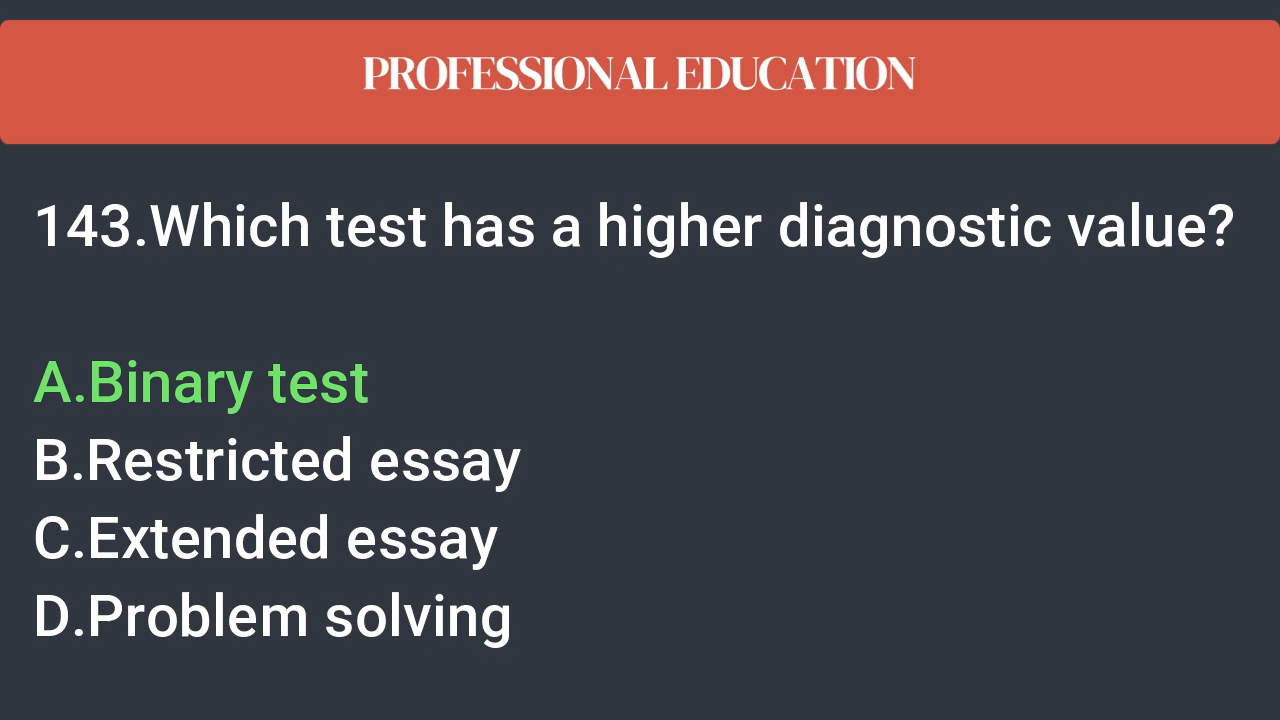 PROFESSIONAL EDUCATION
143.Which test has a higher diagnostic value?
A.Binary test
B.Restricted essay
C.Extended essay
D.Problem solving